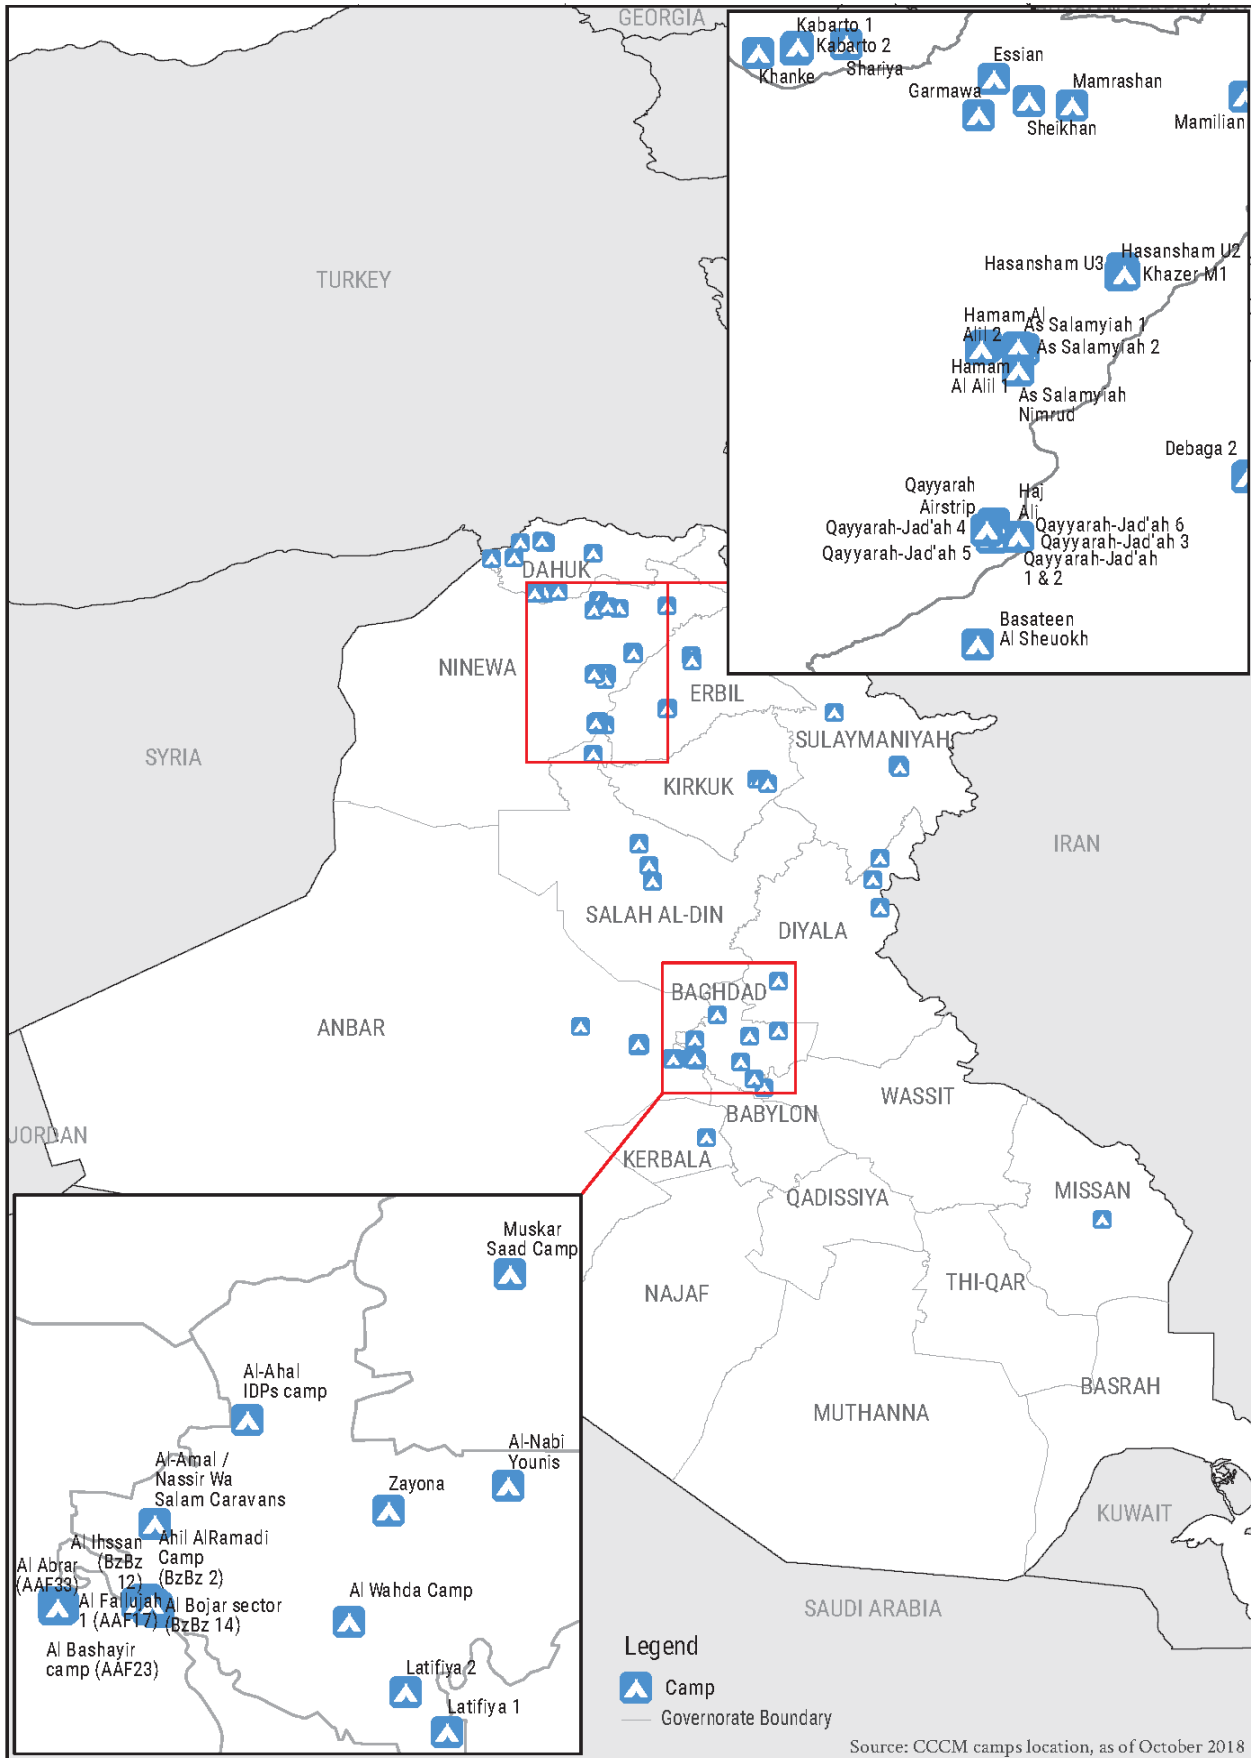 GEORGIA
TURKEY
SYRIA
IRAN
JORDAN
KUWAIT
SAUDI ARABIA
DAHUK
NINEWA
ERBIL
SULAYMANIYAH
KIRKUK
SALAH AL-DIN
DIYALA
BAGHDAD
ANBAR
WASSIT
BABYLON
KERBALA
QADISSIYA
MISSAN
NAJAF
THI-QAR
MUTHANNA
BASRAH
Kabarto 1
Kabarto 2
Khanke
Shariya
Essian
Garmawa
Mamrashan
Sheikhan
Mamilian
Hasansham U2
Hasansham U3
Khazer M1
Hamam Al
Alil 2
As Salamyiah 1
As Salamyiah 2
Hamam
Al Alil 1
As Salamyiah
Nimrud
Debaga 2
Qayyarah
Airstrip
Haj
Ali
Qayyarah-Jad'ah 4
Qayyarah-Jad'ah 6
Qayyarah-Jad'ah 3
Qayyarah-Jad'ah 5
Qayyarah-Jad'ah
1 & 2
Basateen
Al Sheuokh
Muskar
Saad Camp
Al-Ahal
IDPs camp
Al-Nabi
Younis
Al-Amal /
Nassir Wa
Salam Caravans
Zayona
Al Ihssan
(BzBz
12)
Ahil AlRamadi
Camp
(BzBz 2)
Al Abrar
(AAF33)
Al Fallujah
1 (AAF17)
Al Bojar sector
(BzBz 14)
Al Wahda Camp
Al Bashayir
camp (AAF23)
Latifiya 2
Latifiya 1
Legend
Camp
Governorate Boundary
Source: CCCM camps location, as of October 2018